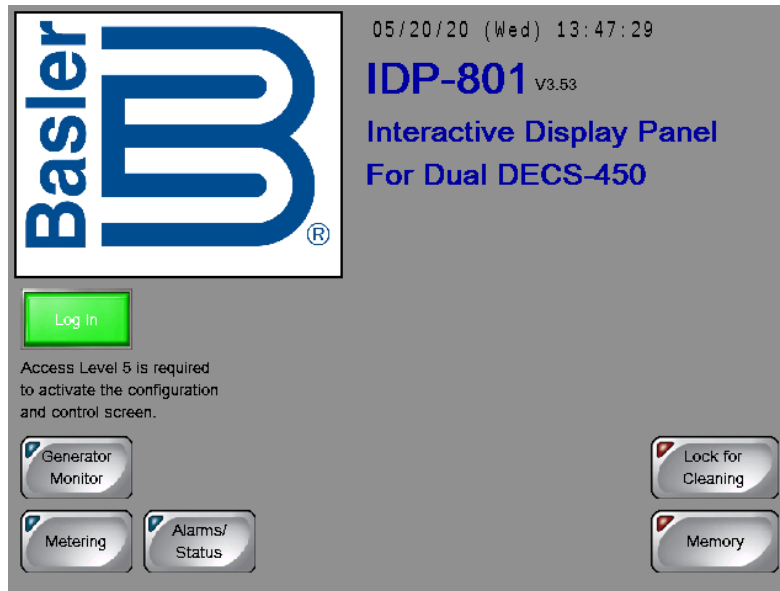 Basler
®
05/20/20 (Wed) 13:47:29
IDP-801 V3.53
Interactive Display Panel
For Dual DECS-450
Log In
Access Level 5 is required
to activate the configuration
and control screen.
Generator
Monitor
Lock for
Cleaning
Metering
Alarms/
Status
Memory